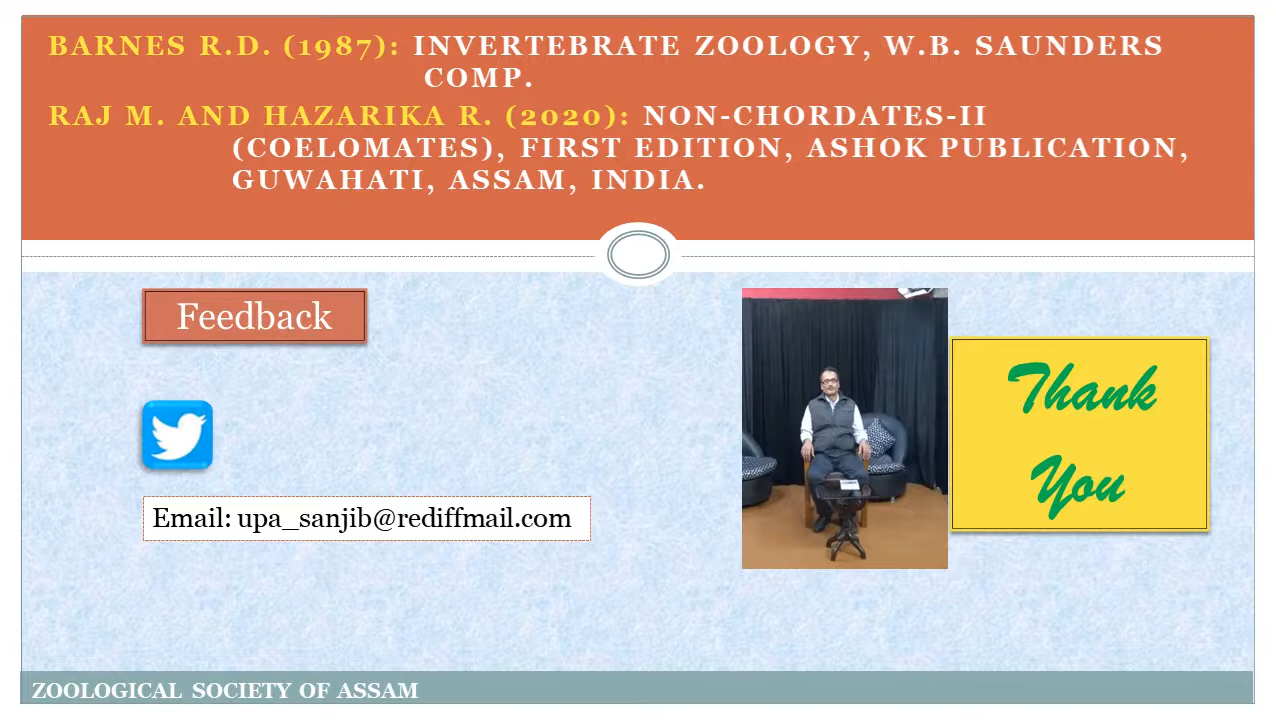 BARNES R.D. (1987): INVERTEBRATE ZOOLOGY, W.B. SAUNDERS
COMP.
RAJ M. AND HAZARIKA R. (2020): NON-CHORDATES-II
(COELOMATES), FIRST EDITION, ASHOK PUBLICATION,
GUWAHATI, ASSAM, INDIA.
Feedback
Thank
You
Email: upa_sanjib@rediffmail.com
ZOOLOGICAL SOCIETY OF ASSAM